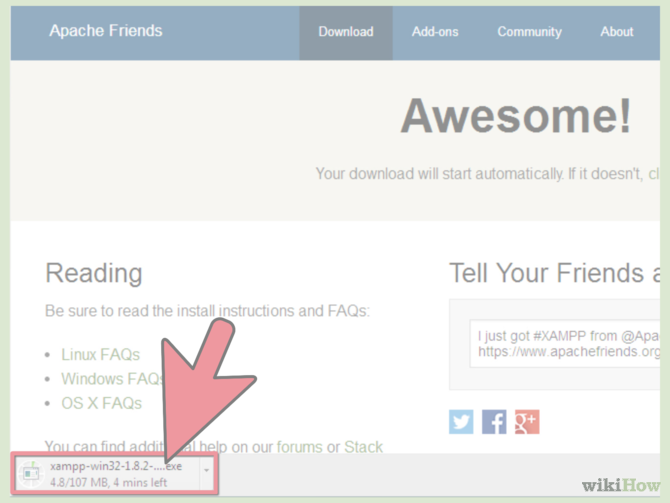 Apache Friends
Download
Add-ons
Community
About
Awesome!
Your download will start automatically. If it doesn't, cl
Reading
Be sure to read the install instructions and FAQs:
Linux FAQs
Windows FAQs
OS X FAQs
You can find additional help on our forums or Stack
Tell Your Friends a
I just got #XAMPP from @Apa
https://www.apachefriends.org
xampp-win32-1.8.2-....exe
4.8/107 MB, 4 mins left
wikiHow